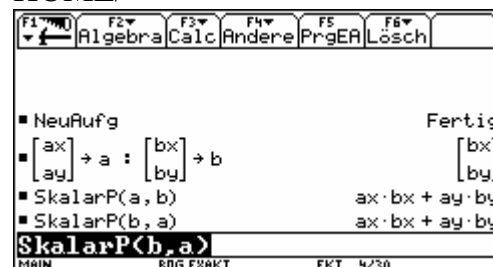 HOME/
F1 F2 F3 F4 F5 F6
Algebra Calc Andere PrgEA Lösch
NeuAufg Fertig
[ax ay] → a : [bx by] → b [bx by]
SkalarP(a,b) ax·bx + ay·by
SkalarP(b,a) ax·bx + ay·by
SkalarP(b,a)
MAIN BOG EXAKT FKT 4/30